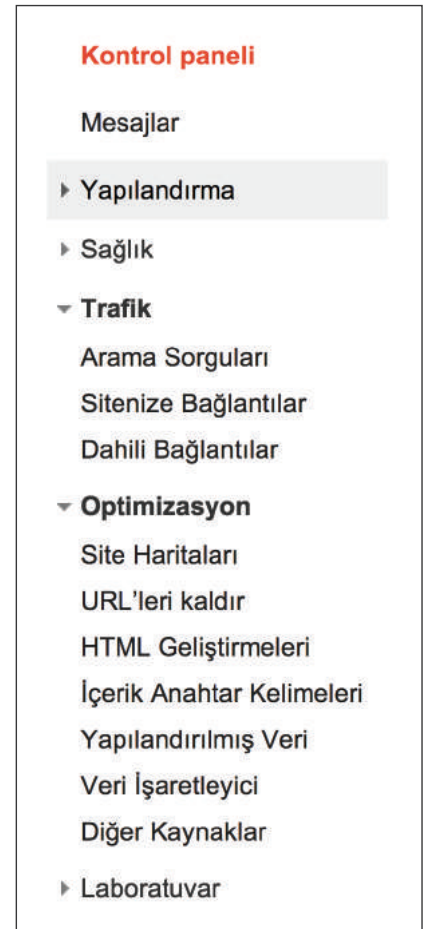 Kontrol paneli
Mesajlar
Yapılandırma
Sağlık
Trafik
Arama Sorguları
Sitenize Bağlantılar
Dahili Bağlantılar
Optimizasyon
Site Haritaları
URL'leri kaldır
HTML Geliştirmeleri
İçerik Anahtar Kelimeleri
Yapılandırılmış Veri
Veri İşaretleyici
Diğer Kaynaklar
Laboratuvar